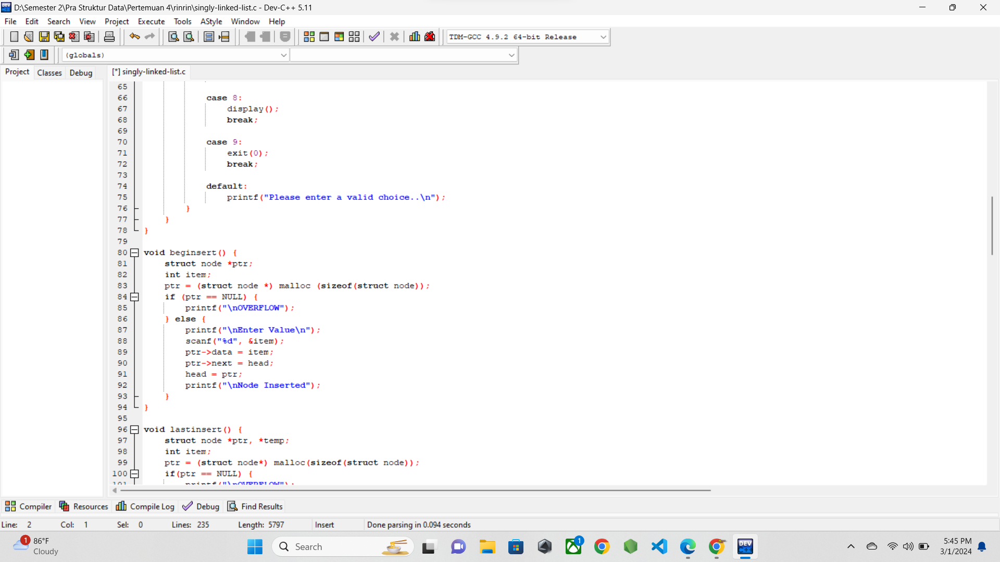 D:\Semester 2\Pra Struktur Data\Pertemuan 4\rinrin\singly-linked-list.c - Dev-C++ 5.11
File Edit Search View Project Execute Tools AStyle Window Help
TDM-GCC 4.9.2 64-bit Release
(globals)
Project Classes Debug [*] singly-linked-list.c
65
66 case 8:
67 display();
68 break;
69
70 case 9:
71 exit(0);
72 break;
73
74 default:
75 printf("Please enter a valid choice..\n");
76 }
77 }
78 }
79
80 void beginsert() {
81 struct node *ptr;
82 int item;
83 ptr = (struct node *) malloc (sizeof(struct node));
84 if (ptr == NULL) {
85 printf("\nOVERFLOW");
86 } else {
87 printf("\nEnter Value\n");
88 scanf("%d", &item);
89 ptr->data = item;
90 ptr->next = head;
91 head = ptr;
92 printf("\nNode Inserted");
93 }
94 }
95
96 void lastinsert() {
97 struct node *ptr, *temp;
98 int item;
99 ptr = (struct node*) malloc(sizeof(struct node));
100 if(ptr == NULL) {
101 printf("\nOVERFLOW");
Compiler Resources Compile Log Debug Find Results
Line: 2 Col: 1 Sel: 0 Lines: 235 Length: 5797 Insert Done parsing in 0.094 seconds
1 86°F
Cloudy
Search
1
DEV C++
5:45 PM
3/1/2024